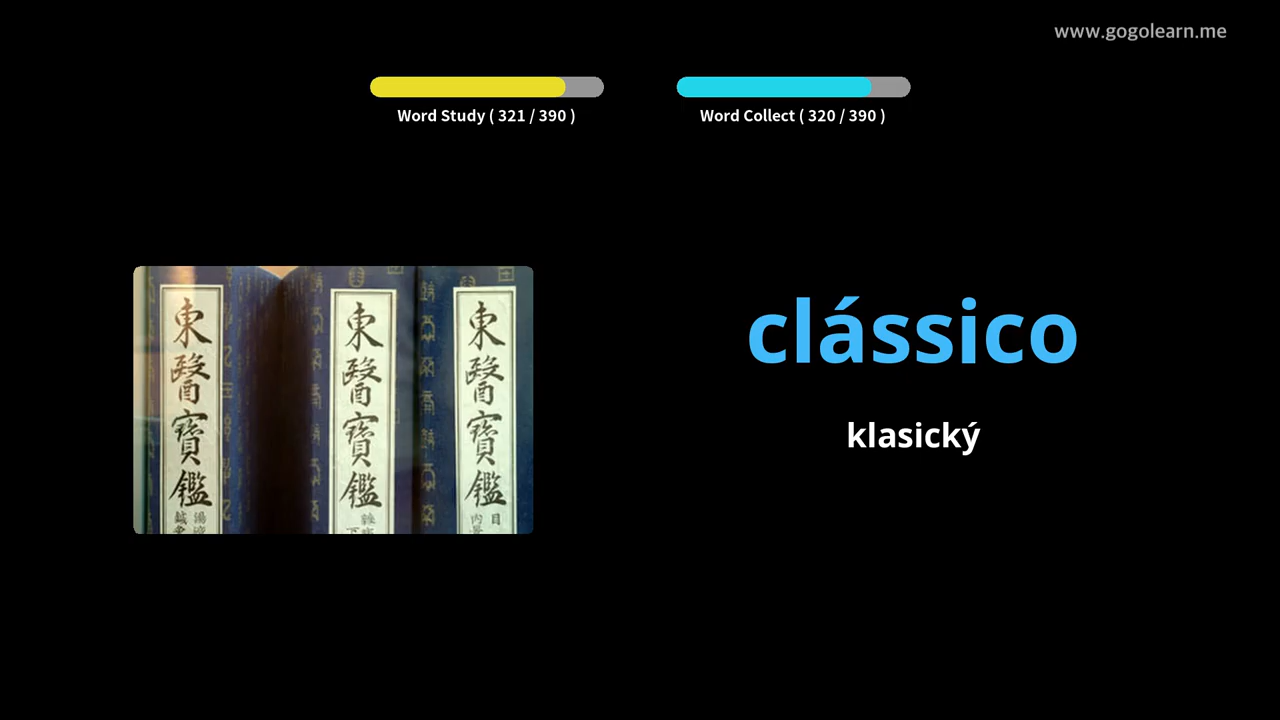 www.gogolearn.me
Word Study ( 321 / 390 )
Word Collect ( 320 / 390 )
東醫寶鑑
東醫寶鑑
東醫寶鑑
clássico
klasický